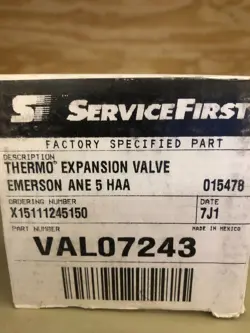 SF SERVICEFIRST
FACTORY SPECIFIED PART
DESCRIPTION
THERMO EXPANSION VALVE
EMERSON ANE 5 HAA 015478
ORDERING NUMBER DATE
X15111245150 7J1
PART NUMBER MADE IN MEXICO
VAL07243